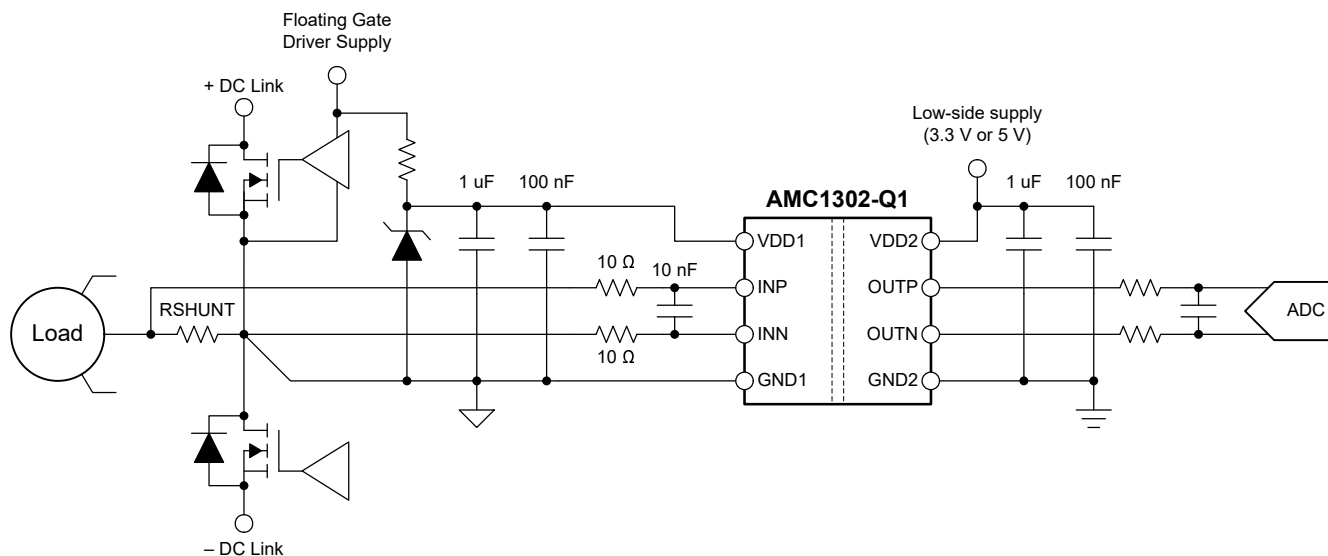 Floating Gate
Driver Supply
+ DC Link
Low-side supply
(3.3 V or 5 V)
1 uF
100 nF
AMC1302-Q1
1 uF
100 nF
VDD1
VDD2
10 Ω
10 nF
INP
OUTP
RSHUNT
Load
ADC
INN
OUTN
10 Ω
GND1
GND2
– DC Link